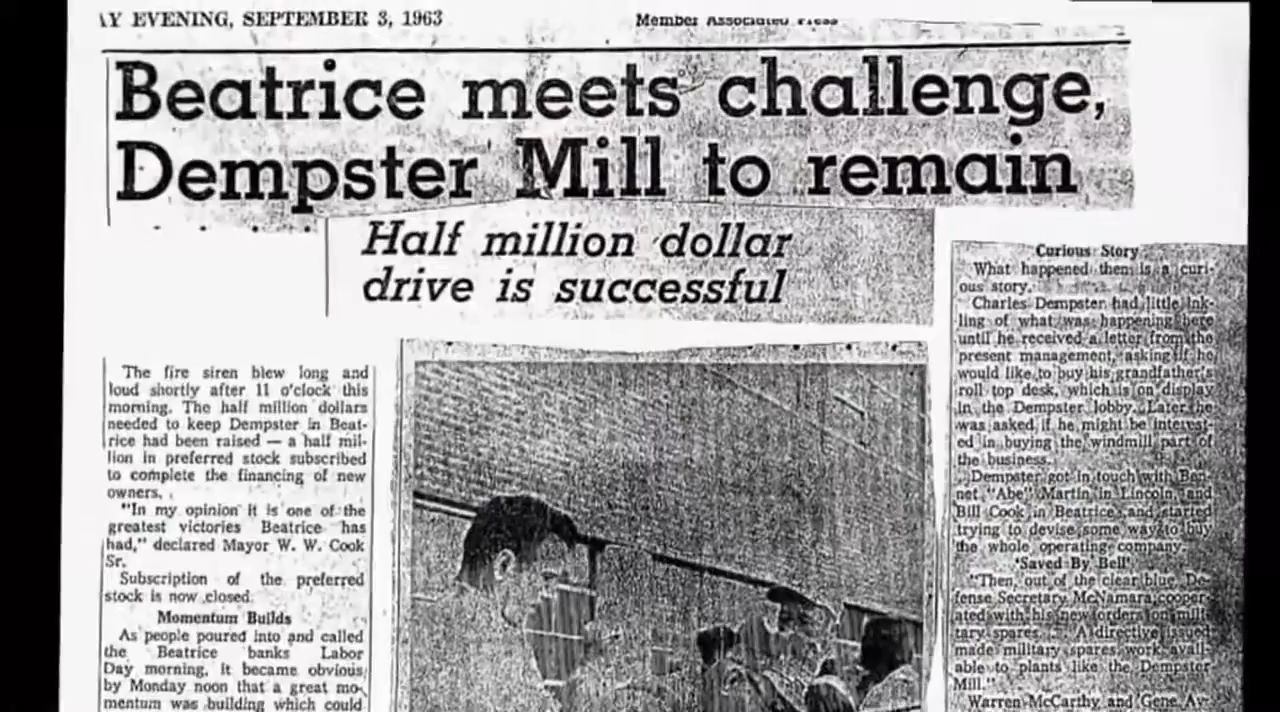 AY EVENING, SEPTEMBER 3, 1963
Member Associated Press
Beatrice meets challenge,
Dempster Mill to remain
Half million dollar
drive is successful
The fire siren blew long and
loud shortly after 11 o'clock this
morning. The half million dollars
needed to keep Dempster in Beat-
rice had been raised — a half mil-
lion in preferred stock subscribed
to complete the financing of new
owners.
"In my opinion it is one of the
greatest victories Beatrice has
had," declared Mayor W. W. Cook
Sr.
Subscription of the preferred
stock is now closed.
Momentum Builds
As people poured into and called
the Beatrice banks Labor
Day morning, it became obvious
by Monday noon that a great mo-
mentum was building which could
Curious Story
What happened then is a curi-
ous story.
Charles Dempster had little ink-
ling of what was happening here
until he received a letter from the
present management, asking if he
would like to buy his grandfather's
roll top desk, which is on display
in the Dempster lobby. Later he
was asked if he might be interest-
ed in buying the windmill part of
the business.
Dempster got in touch with Ben-
net "Abe" Martin in Lincoln and
Bill Cook in Beatrice and started
trying to devise some way to buy
the whole operating company.
'Saved By Bell'
"Then, out of the clear blue, De-
fense Secretary McNamara cooper-
ated with his new orders on mili-
tary spares. . . A directive issued
made military spares work avail-
able to plants like the Dempster
Mill."
Warren McCarthy and Gene Av-